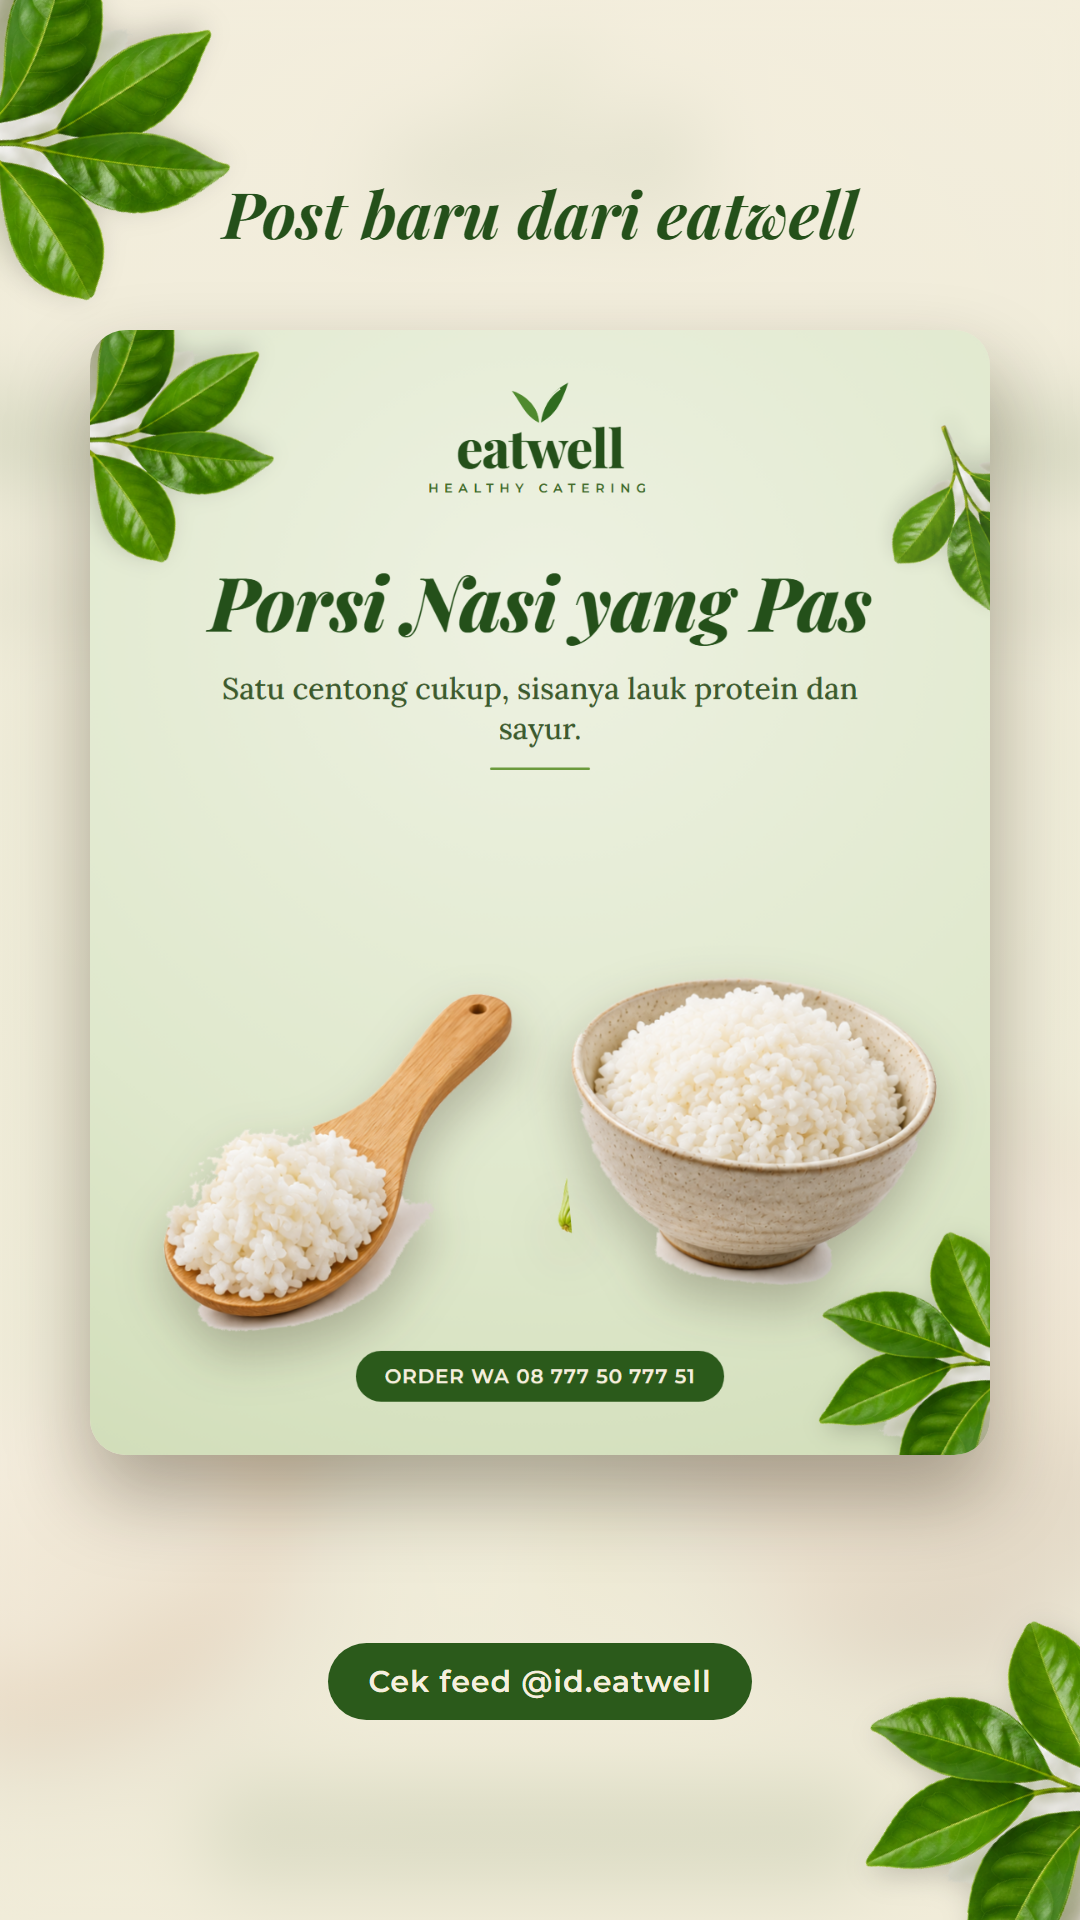 Post baru dari eatwell
eatwell
HEALTHY CATERING
Porsi Nasi yang Pas
Satu centong cukup, sisanya lauk protein dan
sayur.
ORDER WA 08 777 50 777 51
Cek feed @id.eatwell